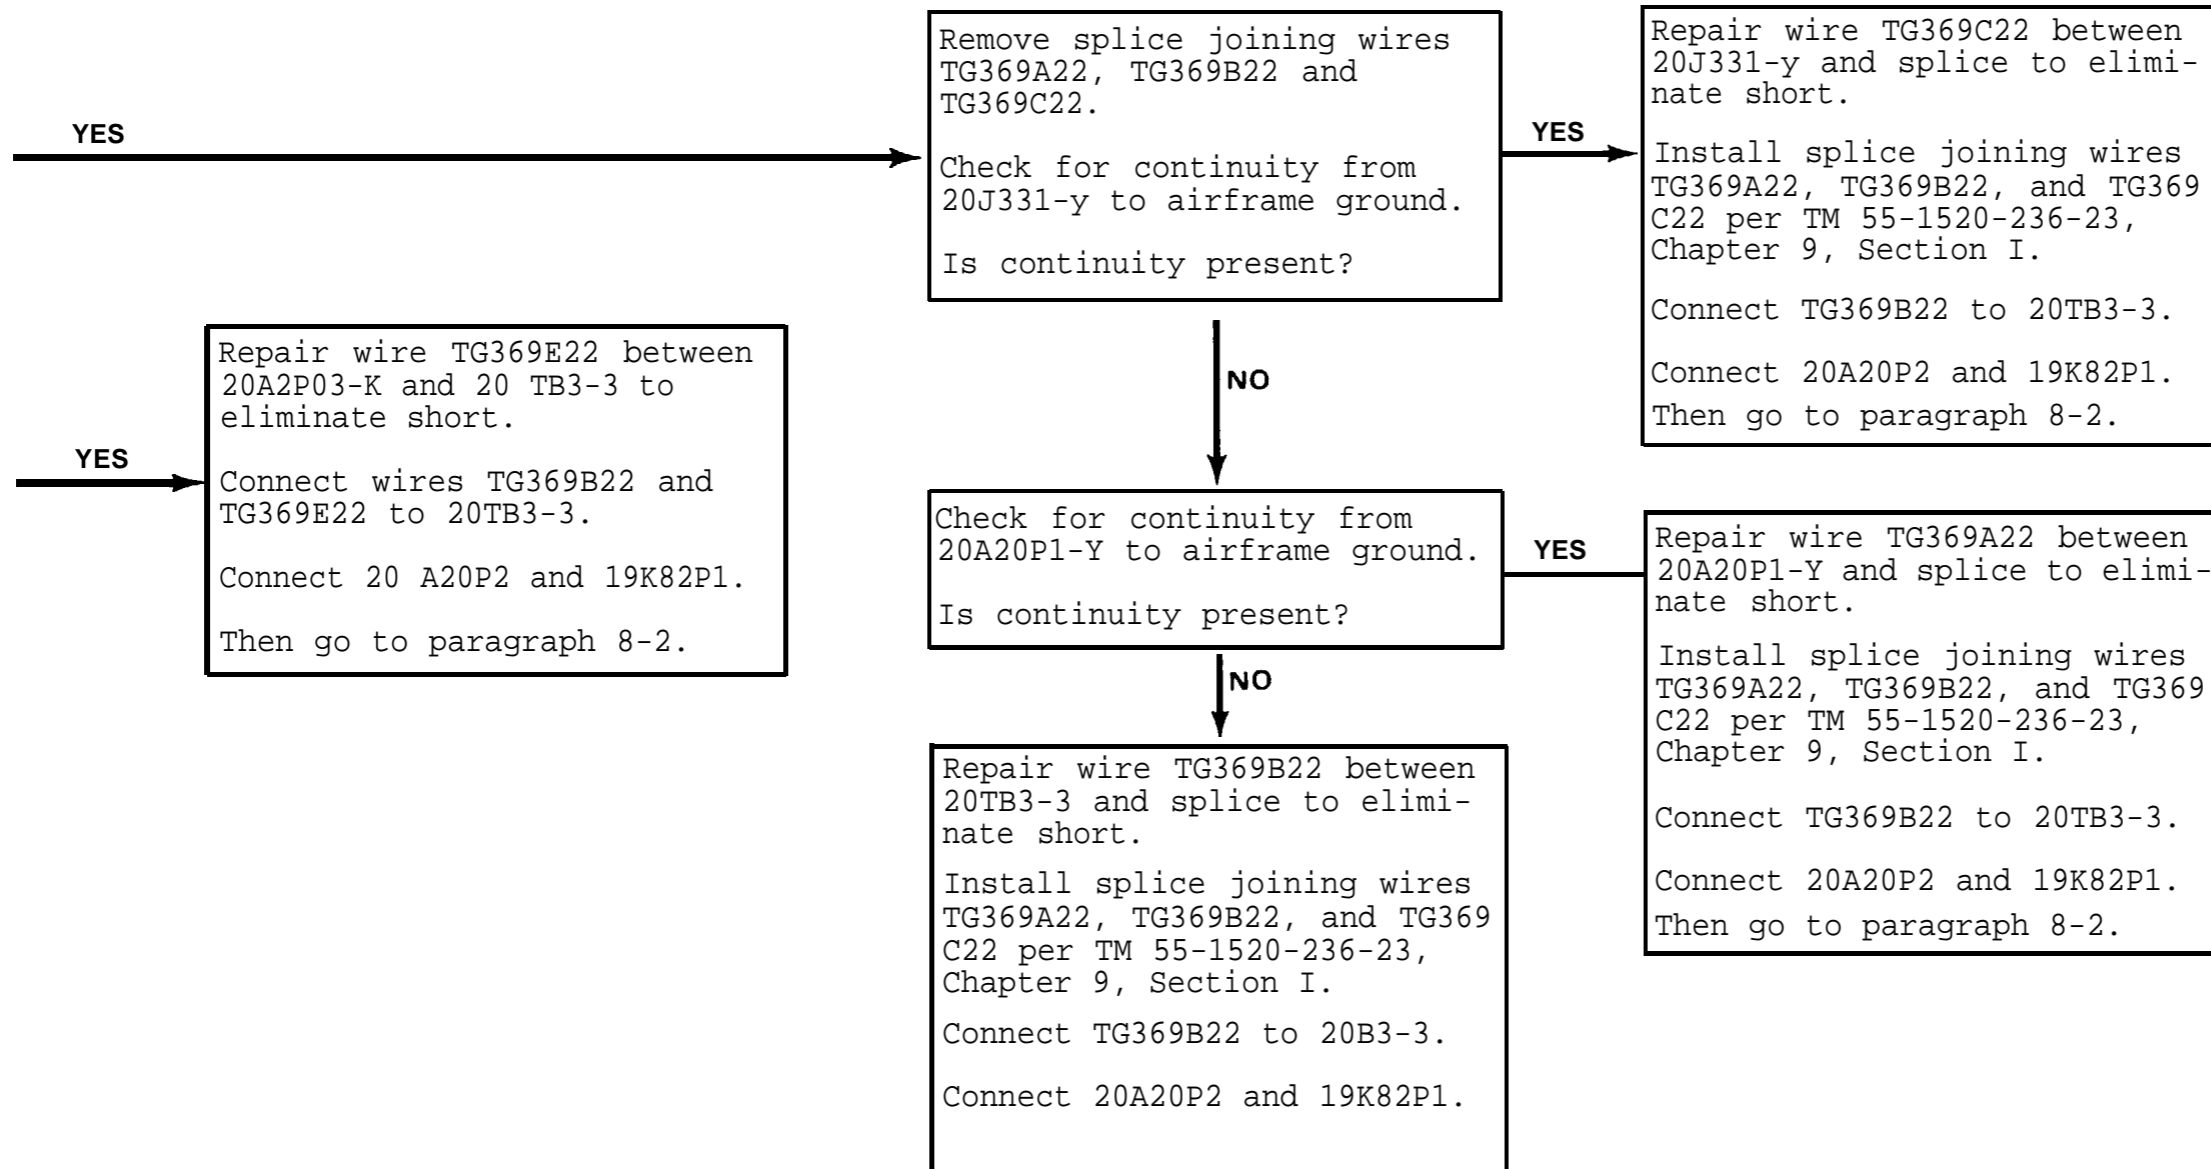 YES
Remove splice joining wires
TG369A22, TG369B22 and
TG369C22.
Check for continuity from
20J331-y to airframe ground.
Is continuity present?
YES
Repair wire TG369C22 between
20J331-y and splice to elimi-
nate short.
Install splice joining wires
TG369A22, TG369B22, and TG369
C22 per TM 55-1520-236-23,
Chapter 9, Section I.
Connect TG369B22 to 20TB3-3.
Connect 20A20P2 and 19K82P1.
Then go to paragraph 8-2.
YES
Repair wire TG369E22 between
20A2P03-K and 20 TB3-3 to
eliminate short.
Connect wires TG369B22 and
TG369E22 to 20TB3-3.
Connect 20 A20P2 and 19K82P1.
Then go to paragraph 8-2.
NO
Check for continuity from
20A20P1-Y to airframe ground.
Is continuity present?
YES
Repair wire TG369A22 between
20A20P1-Y and splice to elimi-
nate short.
Install splice joining wires
TG369A22, TG369B22, and TG369
C22 per TM 55-1520-236-23,
Chapter 9, Section I.
Connect TG369B22 to 20TB3-3.
Connect 20A20P2 and 19K82P1.
Then go to paragraph 8-2.
NO
Repair wire TG369B22 between
20TB3-3 and splice to elimi-
nate short.
Install splice joining wires
TG369A22, TG369B22, and TG369
C22 per TM 55-1520-236-23,
Chapter 9, Section I.
Connect TG369B22 to 20B3-3.
Connect 20A20P2 and 19K82P1.